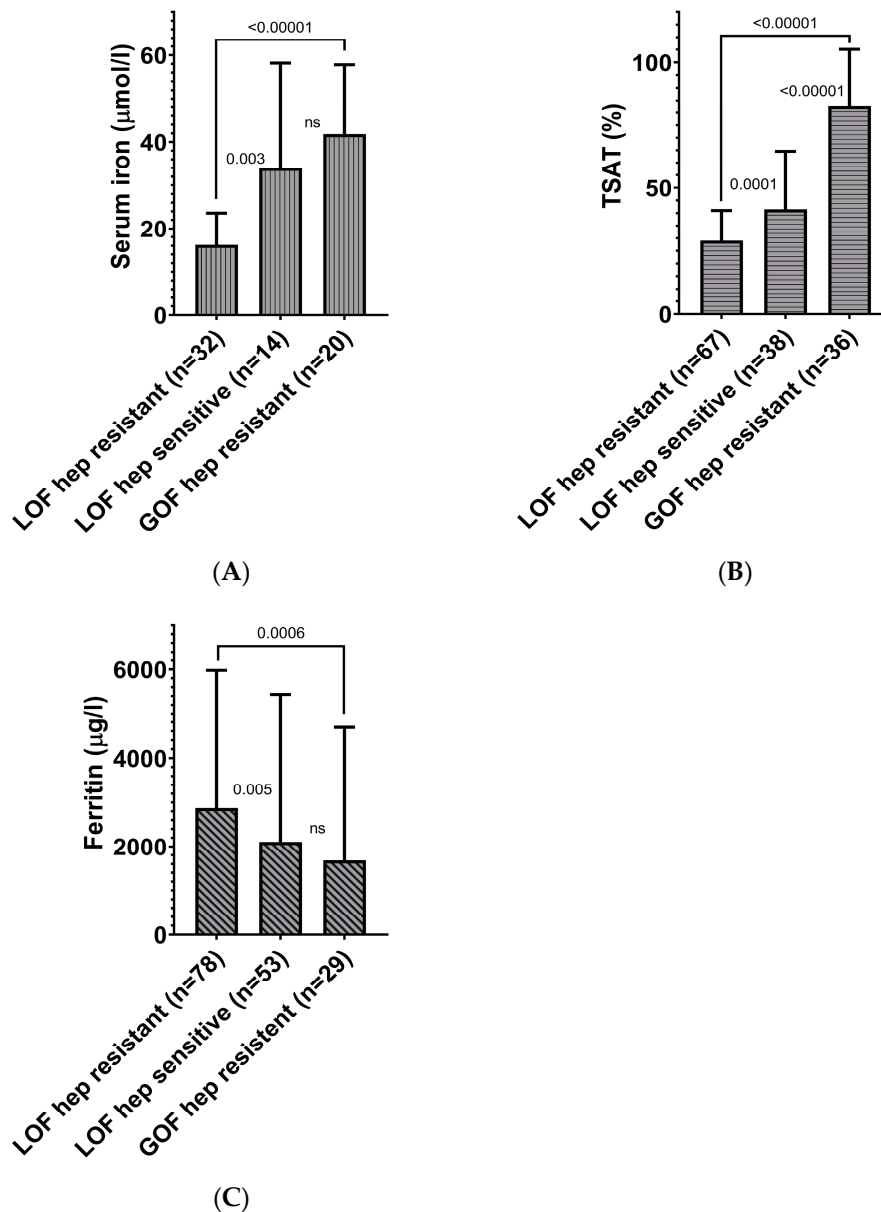 <0.00001
60
40
20
0
Serum iron (μmol/l)
0.003
ns
LOF hep resistant (n=32)
LOF hep sensitive (n=14)
GOF hep resistant (n=20)
(A)
<0.00001
100
50
0
TSAT (%)
<0.00001
0.0001
LOF hep resistant (n=67)
LOF hep sensitive (n=38)
GOF hep resistant (n=36)
(B)
0.0006
6000
4000
2000
0
Ferritin (μg/l)
0.005
ns
LOF hep resistant (n=78)
LOF hep sensitive (n=53)
GOF hep resistent (n=29)
(C)